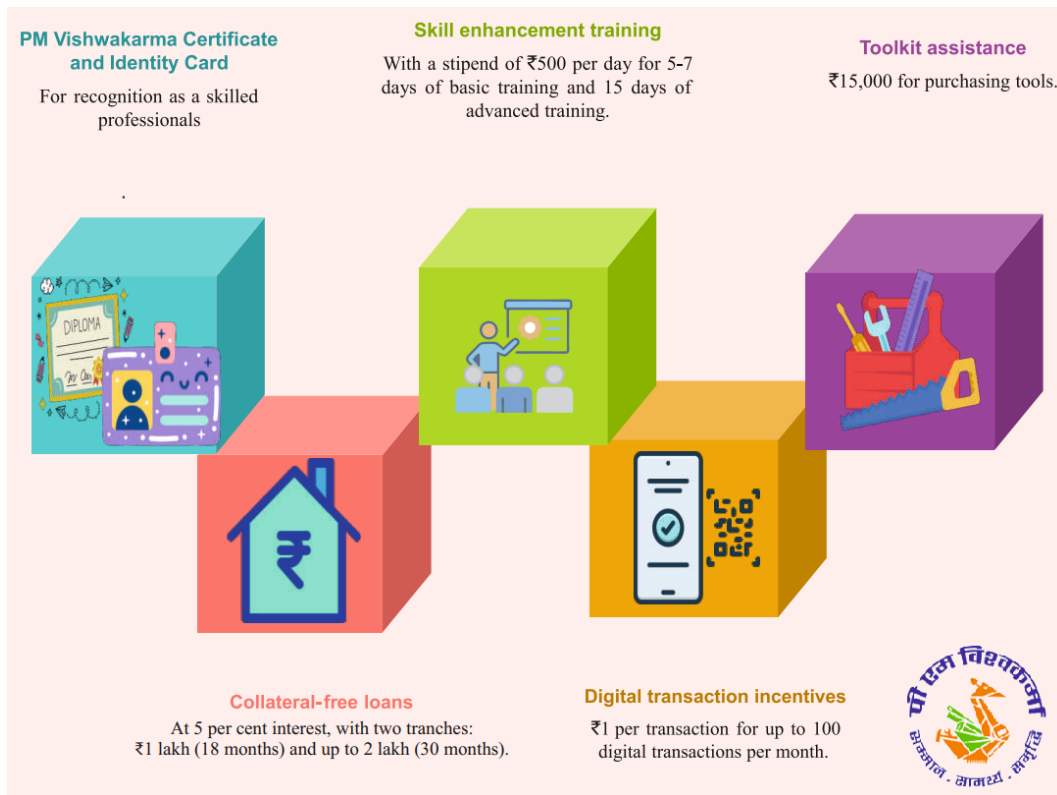 PM Vishwakarma Certificate
and Identity Card
For recognition as a skilled
professionals
.
Skill enhancement training
With a stipend of ₹500 per day for 5-7
days of basic training and 15 days of
advanced training.
Toolkit assistance
₹15,000 for purchasing tools.
DIPLOMA
₹
Collateral-free loans
At 5 per cent interest, with two tranches:
₹1 lakh (18 months) and up to 2 lakh (30 months).
Digital transaction incentives
₹1 per transaction for up to 100
digital transactions per month.
पी एम विश्वकर्मा
सम्मान . सामर्थ्य . समृद्धि